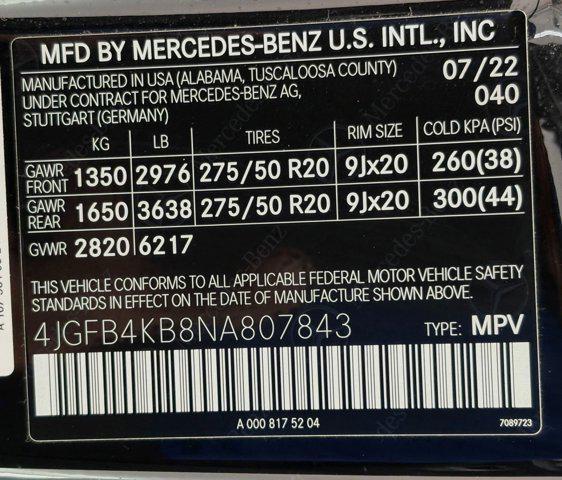 MFD BY MERCEDES-BENZ U.S. INTL., INC
MANUFACTURED IN USA (ALABAMA, TUSCALOOSA COUNTY) 07/22
UNDER CONTRACT FOR MERCEDES-BENZ AG, 040
STUTTGART (GERMANY)
KG LB TIRES RIM SIZE COLD KPA(PSI)
GAWR FRONT 1350 2976 275/50 R20 9Jx20 260(38)
GAWR REAR 1650 3638 275/50 R20 9Jx20 300(44)
GVWR 2820 6217
THIS VEHICLE CONFORMS TO ALL APPLICABLE FEDERAL MOTOR VEHICLE SAFETY
STANDARDS IN EFFECT ON THE DATE OF MANUFACTURE SHOWN ABOVE.
4JGFB4KB8NA807843 TYPE: MPV
A 000 817 52 04 7089723